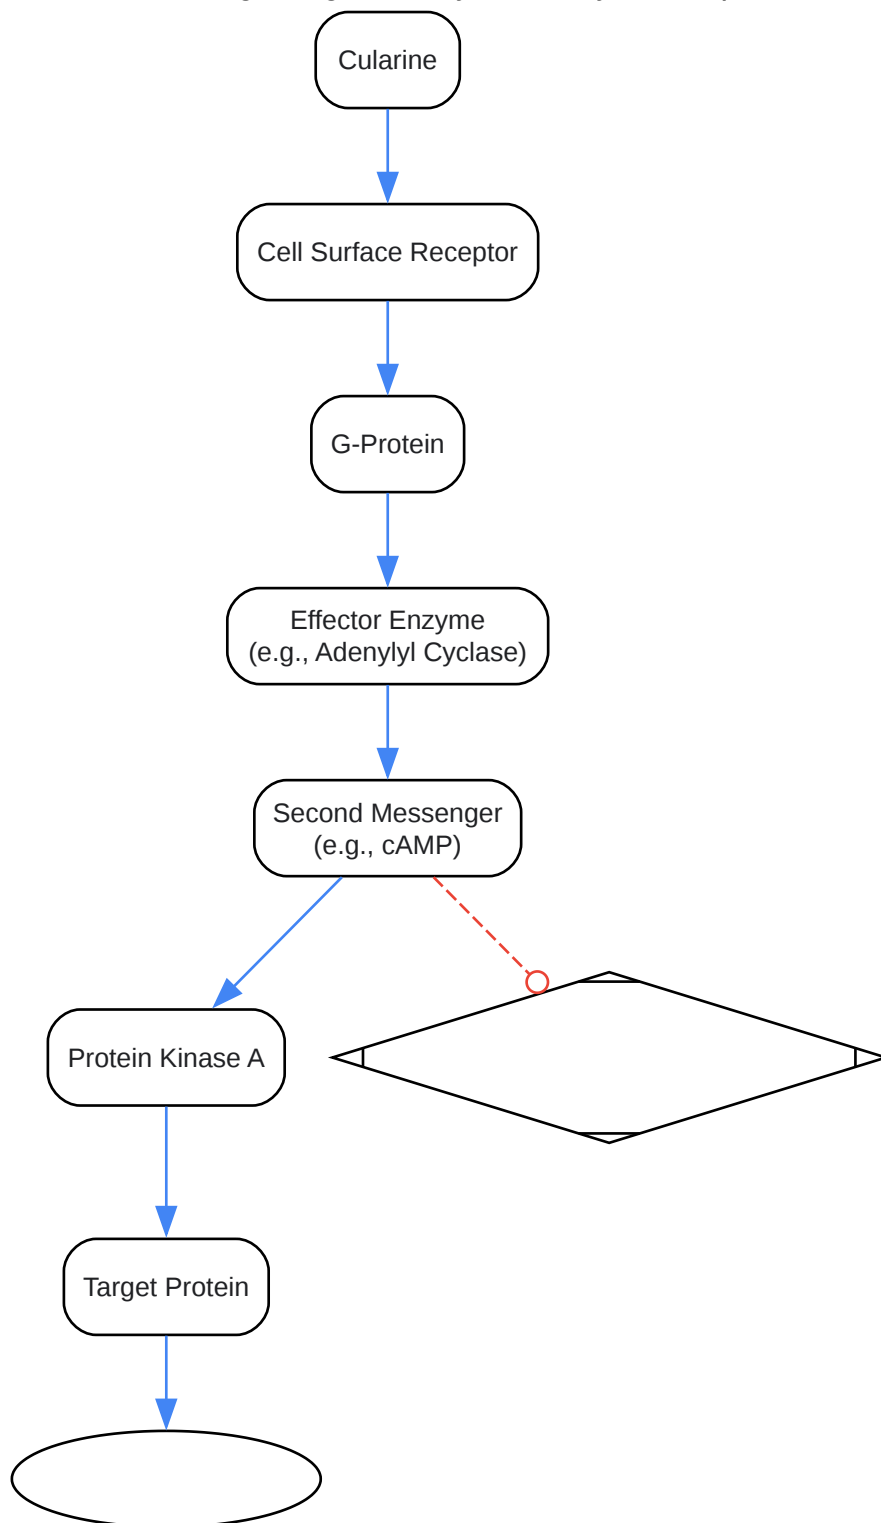 Cularine
Cell Surface Receptor
G-Protein
Effector Enzyme
(e.g., Adenylyl Cyclase)
Second Messenger
(e.g., cAMP)
Protein Kinase A
Target Protein